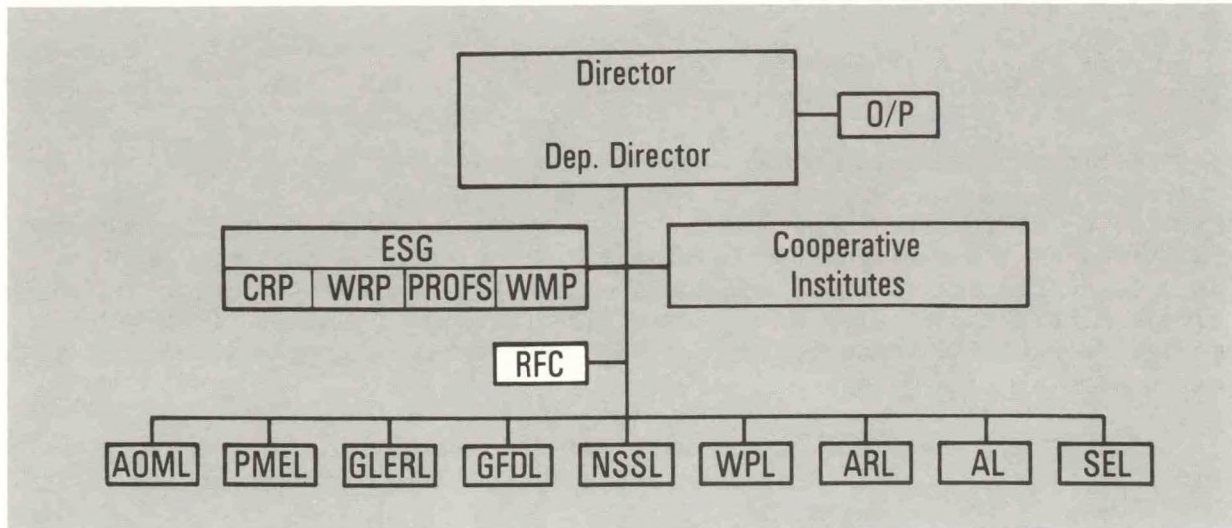 Director
O/P
Dep. Director
ESG
CRP WRP PROFS WMP
Cooperative
Institutes
RFC
AOML PMEL GLERL GFDL NSSL WPL ARL AL SEL